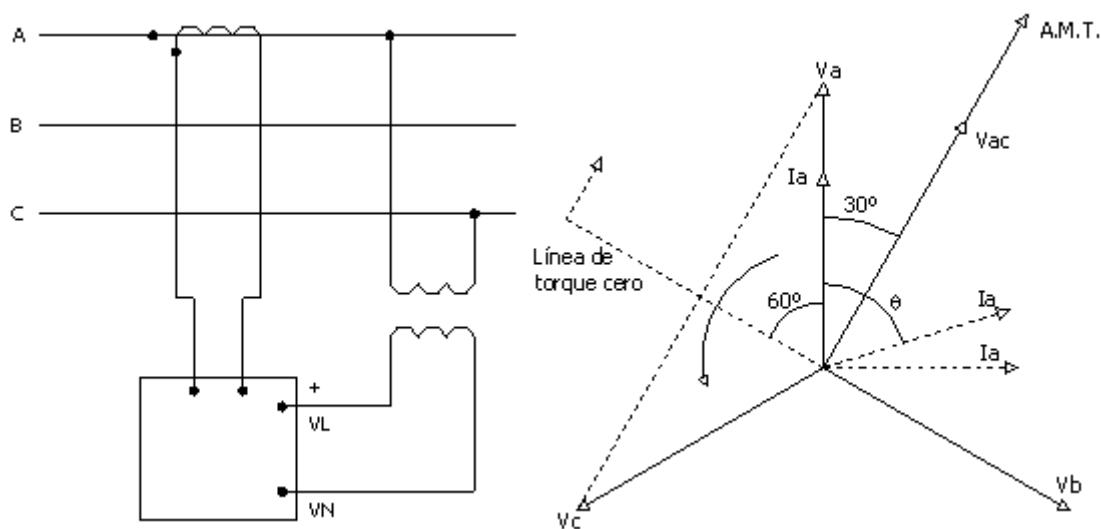 A
B
C
+
VL
VN
A.M.T.
Va
Vac
Ia
30º
Línea de
torque cero
60º
θ
Ia
Ia
Vb
Vc